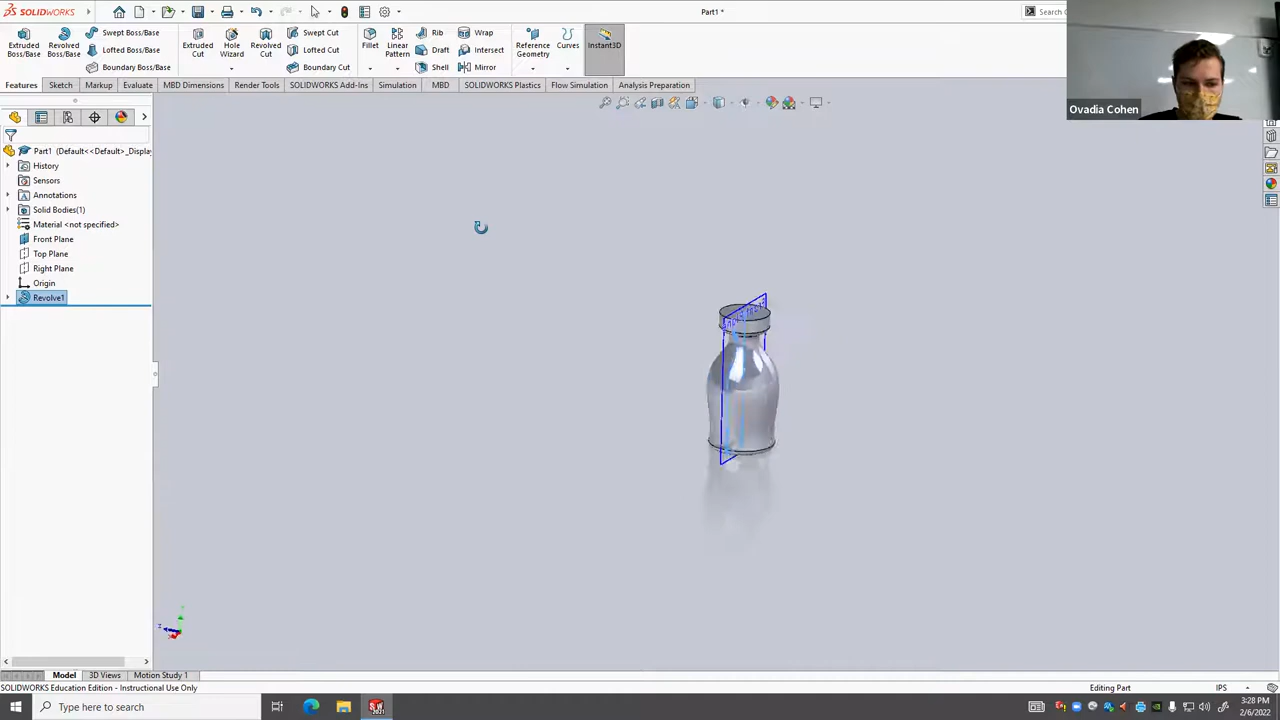 SOLIDWORKS
Part1 *
Search Co
Extruded Boss/Base
Revolved Boss/Base
Swept Boss/Base
Lofted Boss/Base
Boundary Boss/Base
Extruded Cut
Hole Wizard
Revolved Cut
Swept Cut
Lofted Cut
Boundary Cut
Fillet
Linear Pattern
Rib
Draft
Shell
Wrap
Intersect
Mirror
Reference Geometry
Curves
Instant3D
Features
Sketch
Markup
Evaluate
MBD Dimensions
Render Tools
SOLIDWORKS Add-Ins
Simulation
MBD
SOLIDWORKS Plastics
Flow Simulation
Analysis Preparation
Ovadia Cohen
Part1 (Default<<Default>_Displa
History
Sensors
Annotations
Solid Bodies(1)
Material <not specified>
Front Plane
Top Plane
Right Plane
Origin
Revolve1
Model
3D Views
Motion Study 1
SOLIDWORKS Education Edition - Instructional Use Only
Editing Part
IPS
Type here to search
2021
3:28 PM
2/6/2022